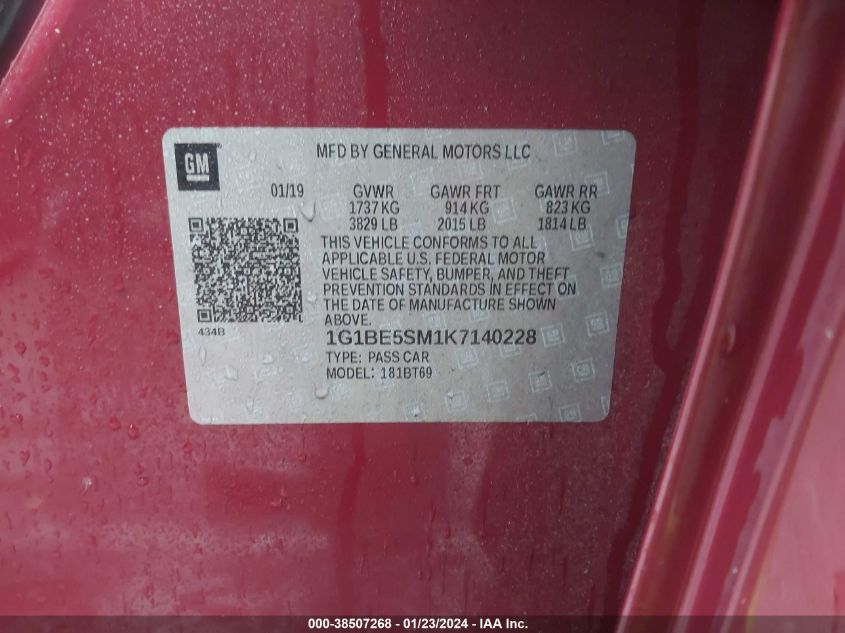 GM
MFD BY GENERAL MOTORS LLC
01/19 GVWR GAWR FRT GAWR RR
1737 KG 914 KG 823 KG
3829 LB 2015 LB 1814 LB
THIS VEHICLE CONFORMS TO ALL
APPLICABLE U.S. FEDERAL MOTOR
VEHICLE SAFETY, BUMPER, AND THEFT
PREVENTION STANDARDS IN EFFECT ON
THE DATE OF MANUFACTURE SHOWN
ABOVE.
434B
1G1BE5SM1K7140228
TYPE: PASS CAR
MODEL: 181BT69
000-38507268 - 01/23/2024 - IAA Inc.